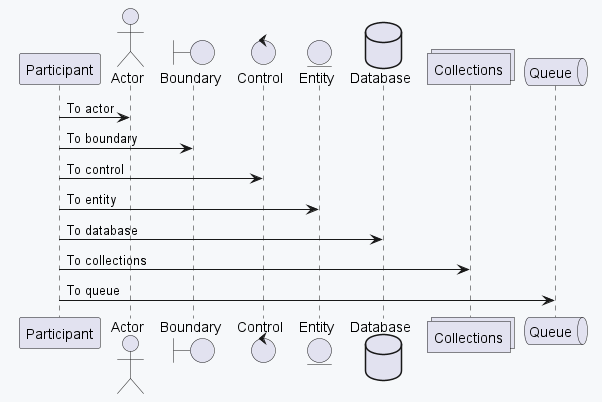 Participant Actor Boundary Control Entity Database Collections Queue
To actor
To boundary
To control
To entity
To database
To collections
To queue
Participant Actor Boundary Control Entity Database Collections Queue